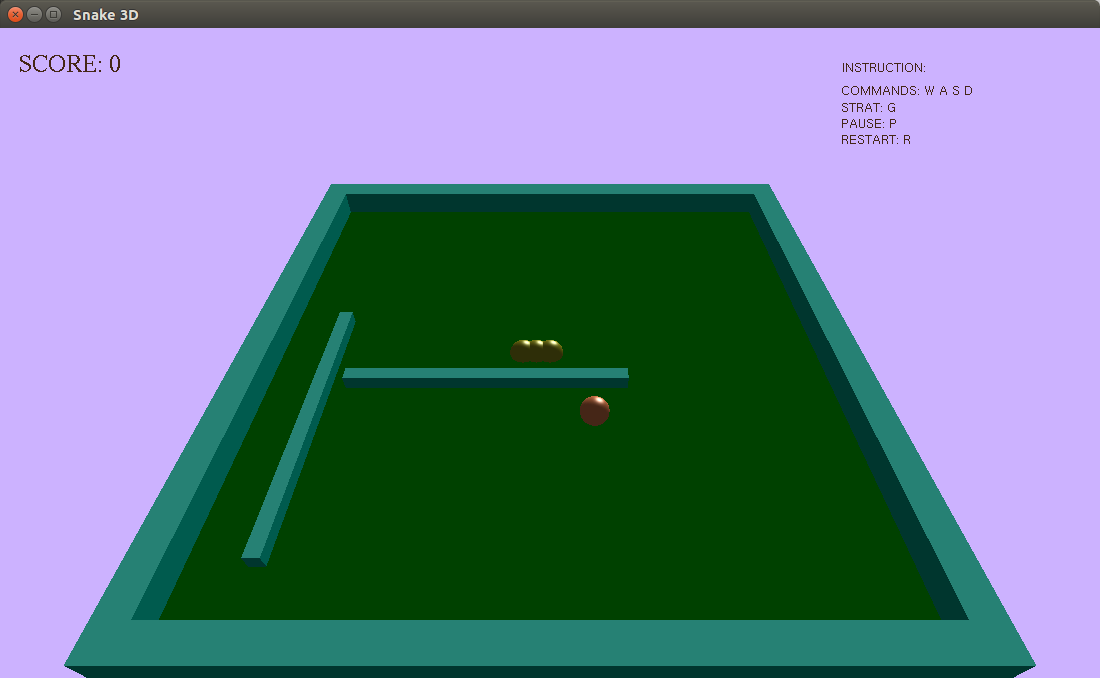 Snake 3D
SCORE: 0
INSTRUCTION:
COMMANDS: W A S D
STRAT: G
PAUSE: P
RESTART: R